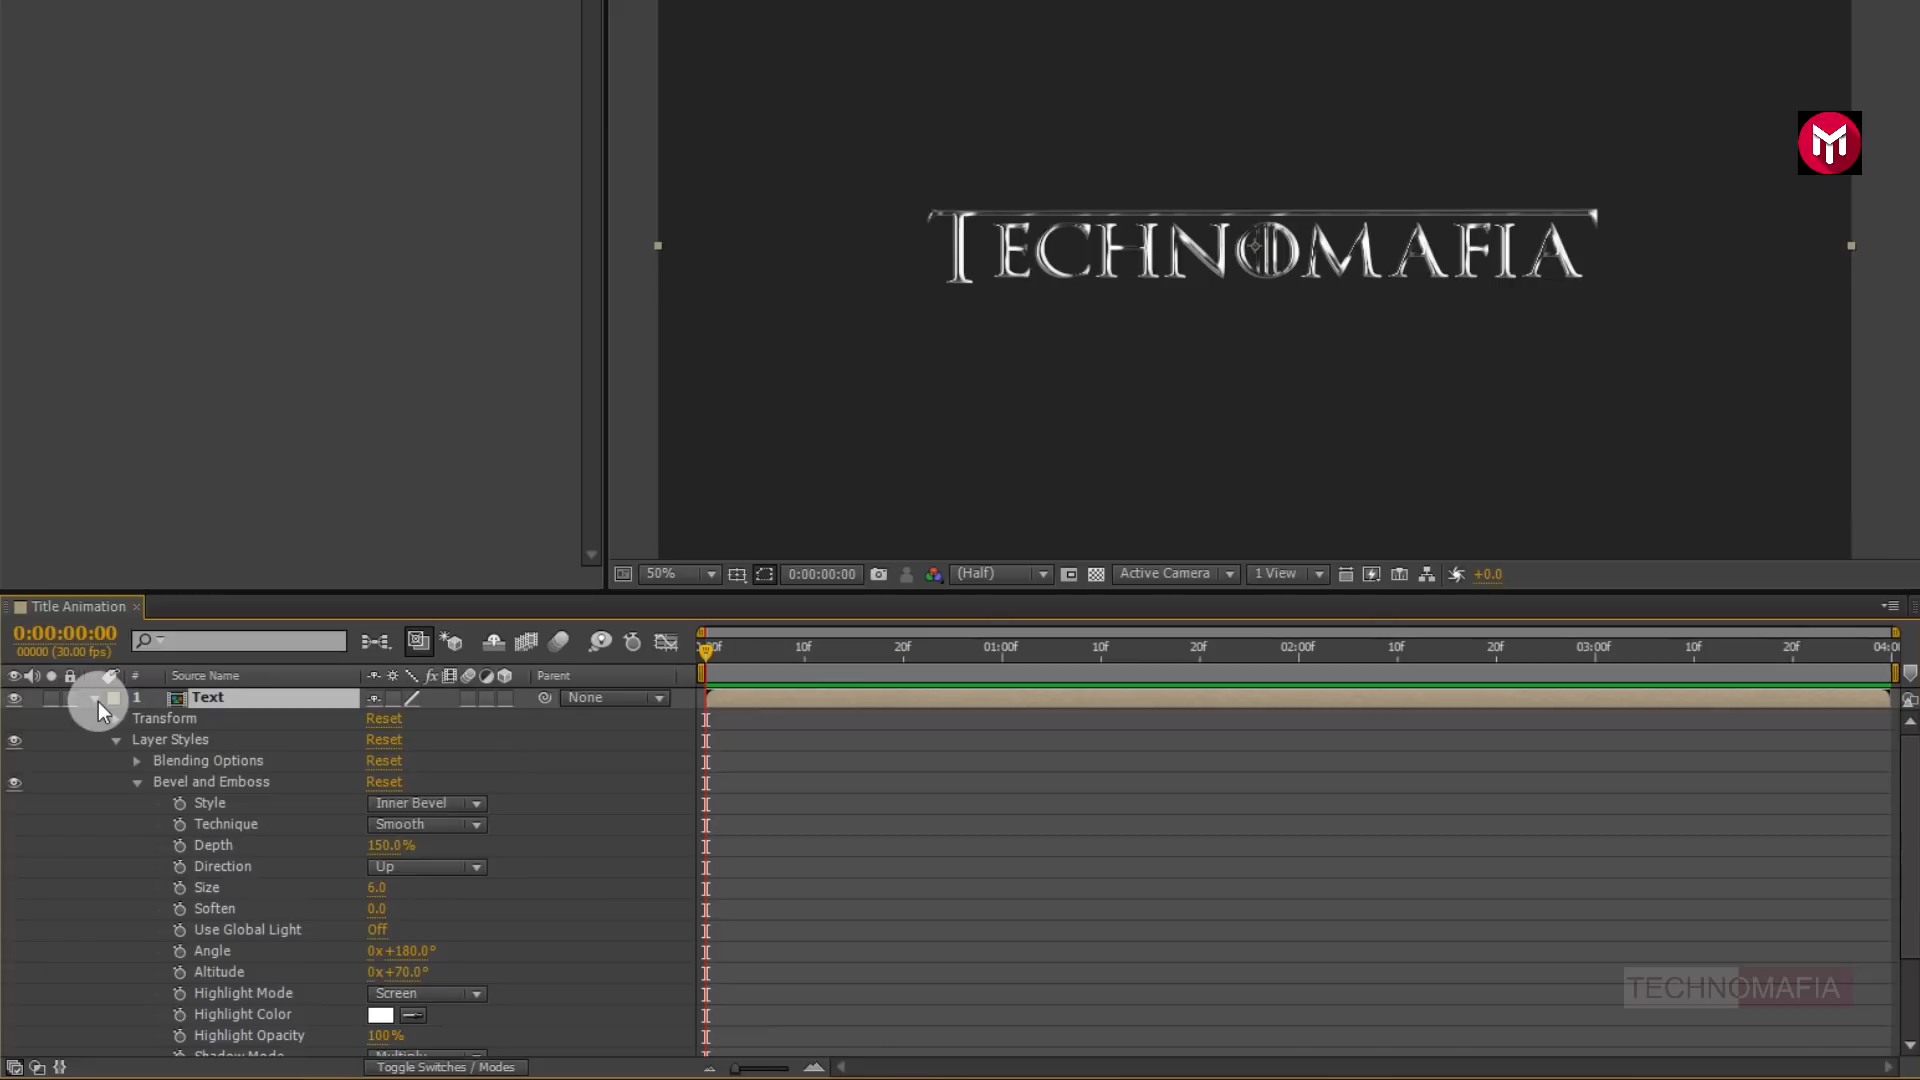 TECHNOMAFIA
50%
0:00:00:00
(Half)
Active Camera
1 View
+0.0
Title Animation
0:00:00:00
00000 (30.00 fps)
10f 20f 01:00f 10f 20f 02:00f 10f 20f 03:00f 10f 20f 04:0
# Source Name Parent
1 Text None
Transform Reset
Layer Styles Reset
Blending Options Reset
Bevel and Emboss Reset
Style Inner Bevel
Technique Smooth
Depth 150.0%
Direction Up
Size 6.0
Soften 0.0
Use Global Light Off
Angle 0x+180.0°
Altitude 0x+70.0°
Highlight Mode Screen
Highlight Color
Highlight Opacity 100%
Shadow Mode Multiply
Toggle Switches / Modes
TECHNOMAFIA